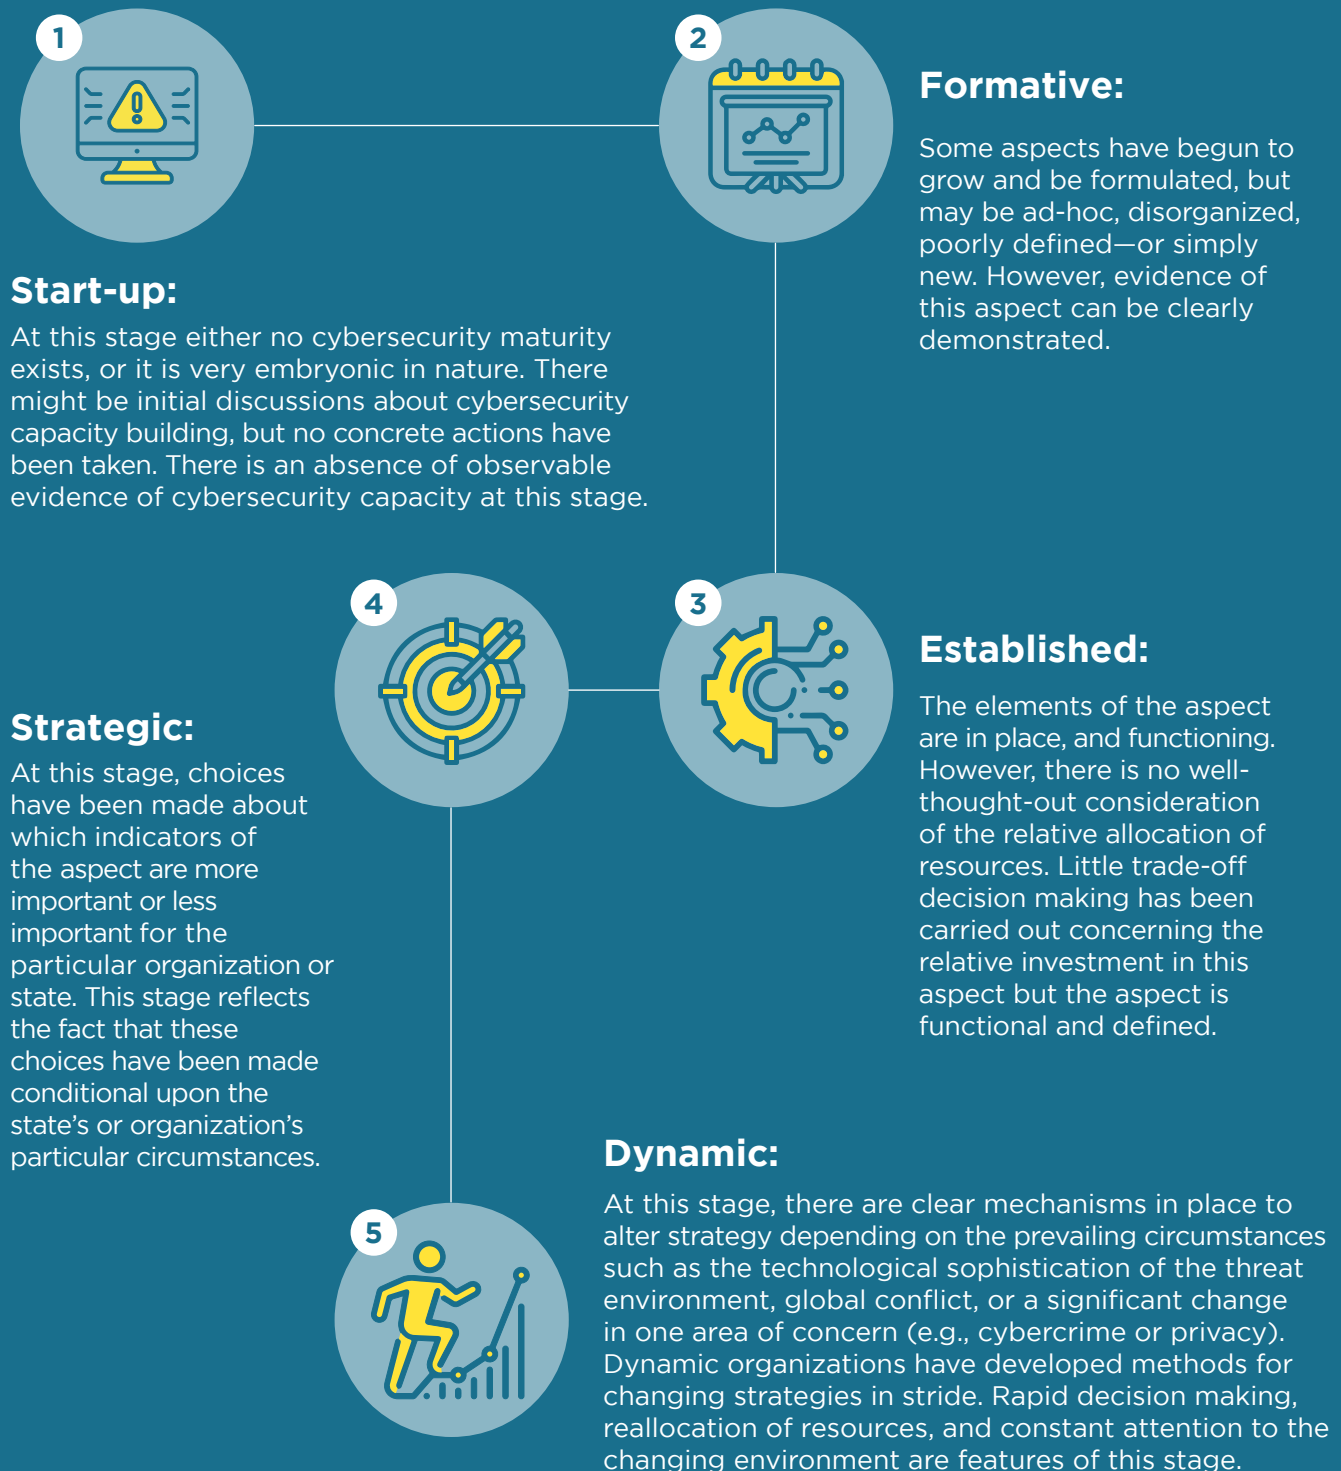 1
Start-up:
At this stage either no cybersecurity maturity
exists, or it is very embryonic in nature. There
might be initial discussions about cybersecurity
capacity building, but no concrete actions have
been taken. There is an absence of observable
evidence of cybersecurity capacity at this stage.
2
Formative:
Some aspects have begun to
grow and be formulated, but
may be ad-hoc, disorganized,
poorly defined—or simply
new. However, evidence of
this aspect can be clearly
demonstrated.
3
Established:
The elements of the aspect
are in place, and functioning.
However, there is no well-
thought-out consideration
of the relative allocation of
resources. Little trade-off
decision making has been
carried out concerning the
relative investment in this
aspect but the aspect is
functional and defined.
4
Strategic:
At this stage, choices
have been made about
which indicators of
the aspect are more
important or less
important for the
particular organization or
state. This stage reflects
the fact that these
choices have been made
conditional upon the
state’s or organization’s
particular circumstances.
5
Dynamic:
At this stage, there are clear mechanisms in place to
alter strategy depending on the prevailing circumstances
such as the technological sophistication of the threat
environment, global conflict, or a significant change
in one area of concern (e.g., cybercrime or privacy).
Dynamic organizations have developed methods for
changing strategies in stride. Rapid decision making,
reallocation of resources, and constant attention to the
changing environment are features of this stage.